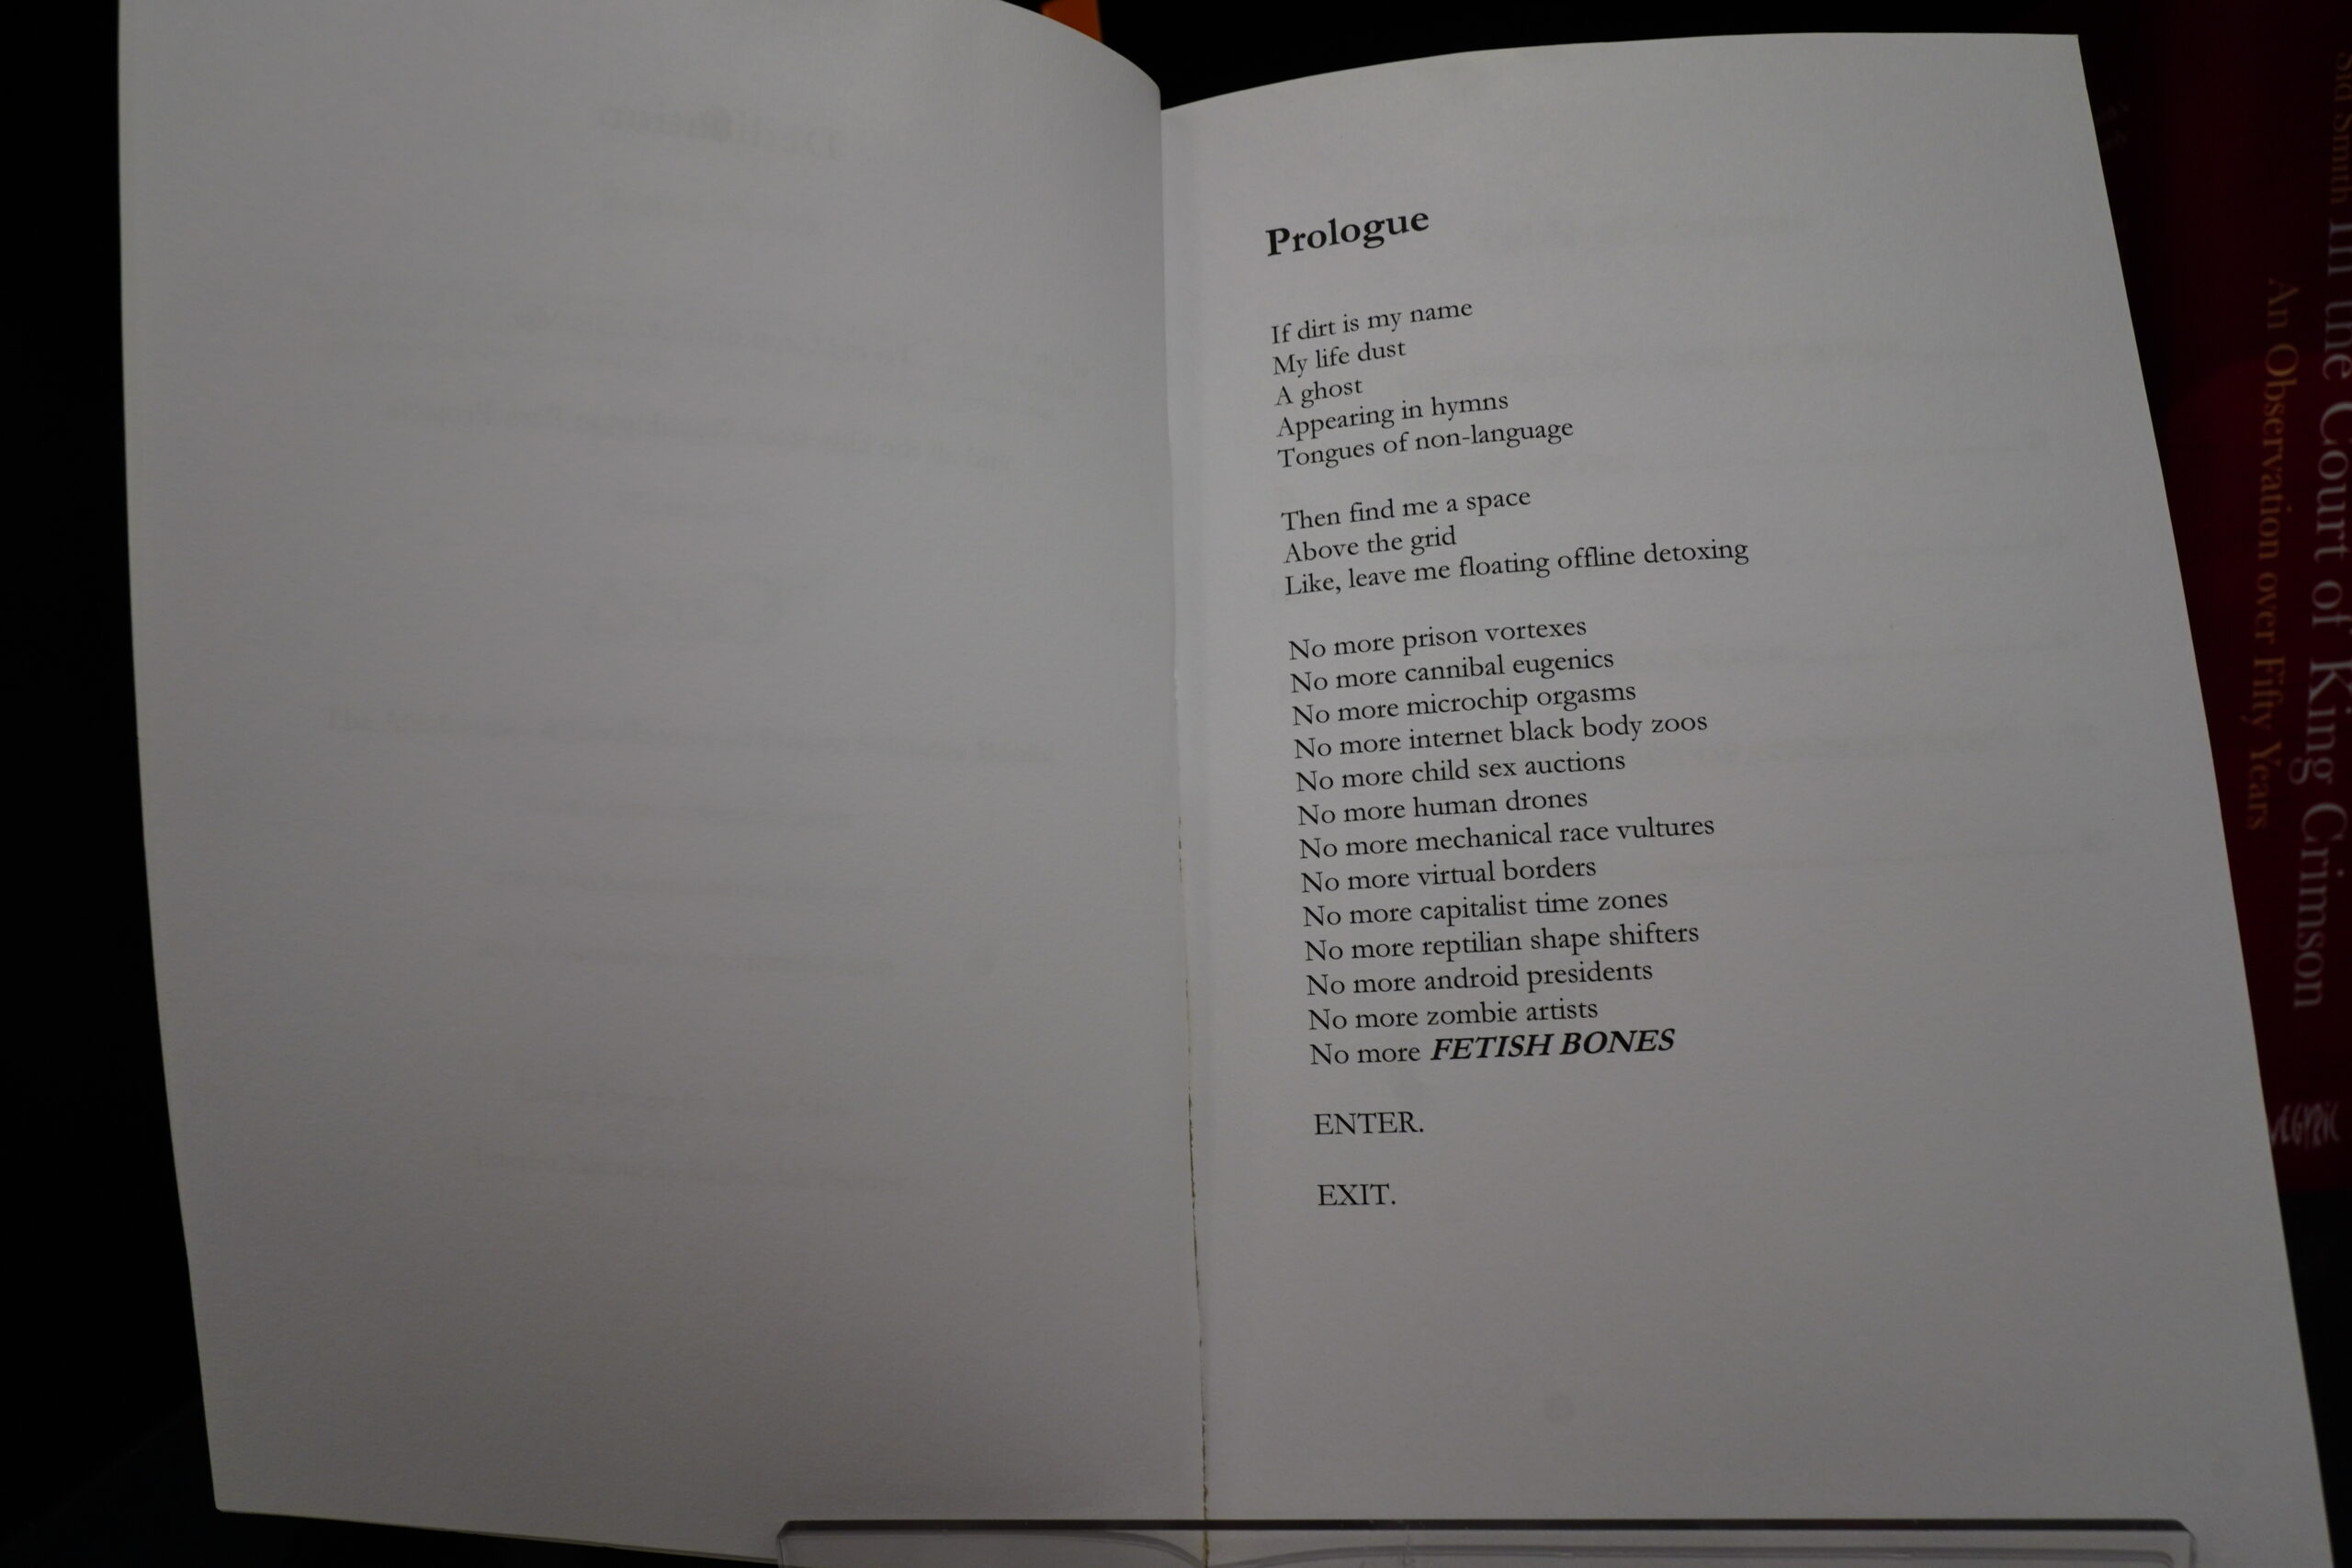 Prologue
If dirt is my name
My life dust
A ghost
Appearing in hymns
Tongues of non-language
Then find me a space
Above the grid
Like, leave me floating offline detoxing
No more prison vortexes
No more cannibal eugenics
No more microchip orgasms
No more internet black body zoos
No more child sex auctions
No more human drones
No more mechanical race vultures
No more virtual borders
No more capitalist time zones
No more reptilian shape shifters
No more android presidents
No more zombie artists
No more FETISH BONES
ENTER.
EXIT.
Sid Smith In the Court of King Crimson
An Observation over Fifty Years